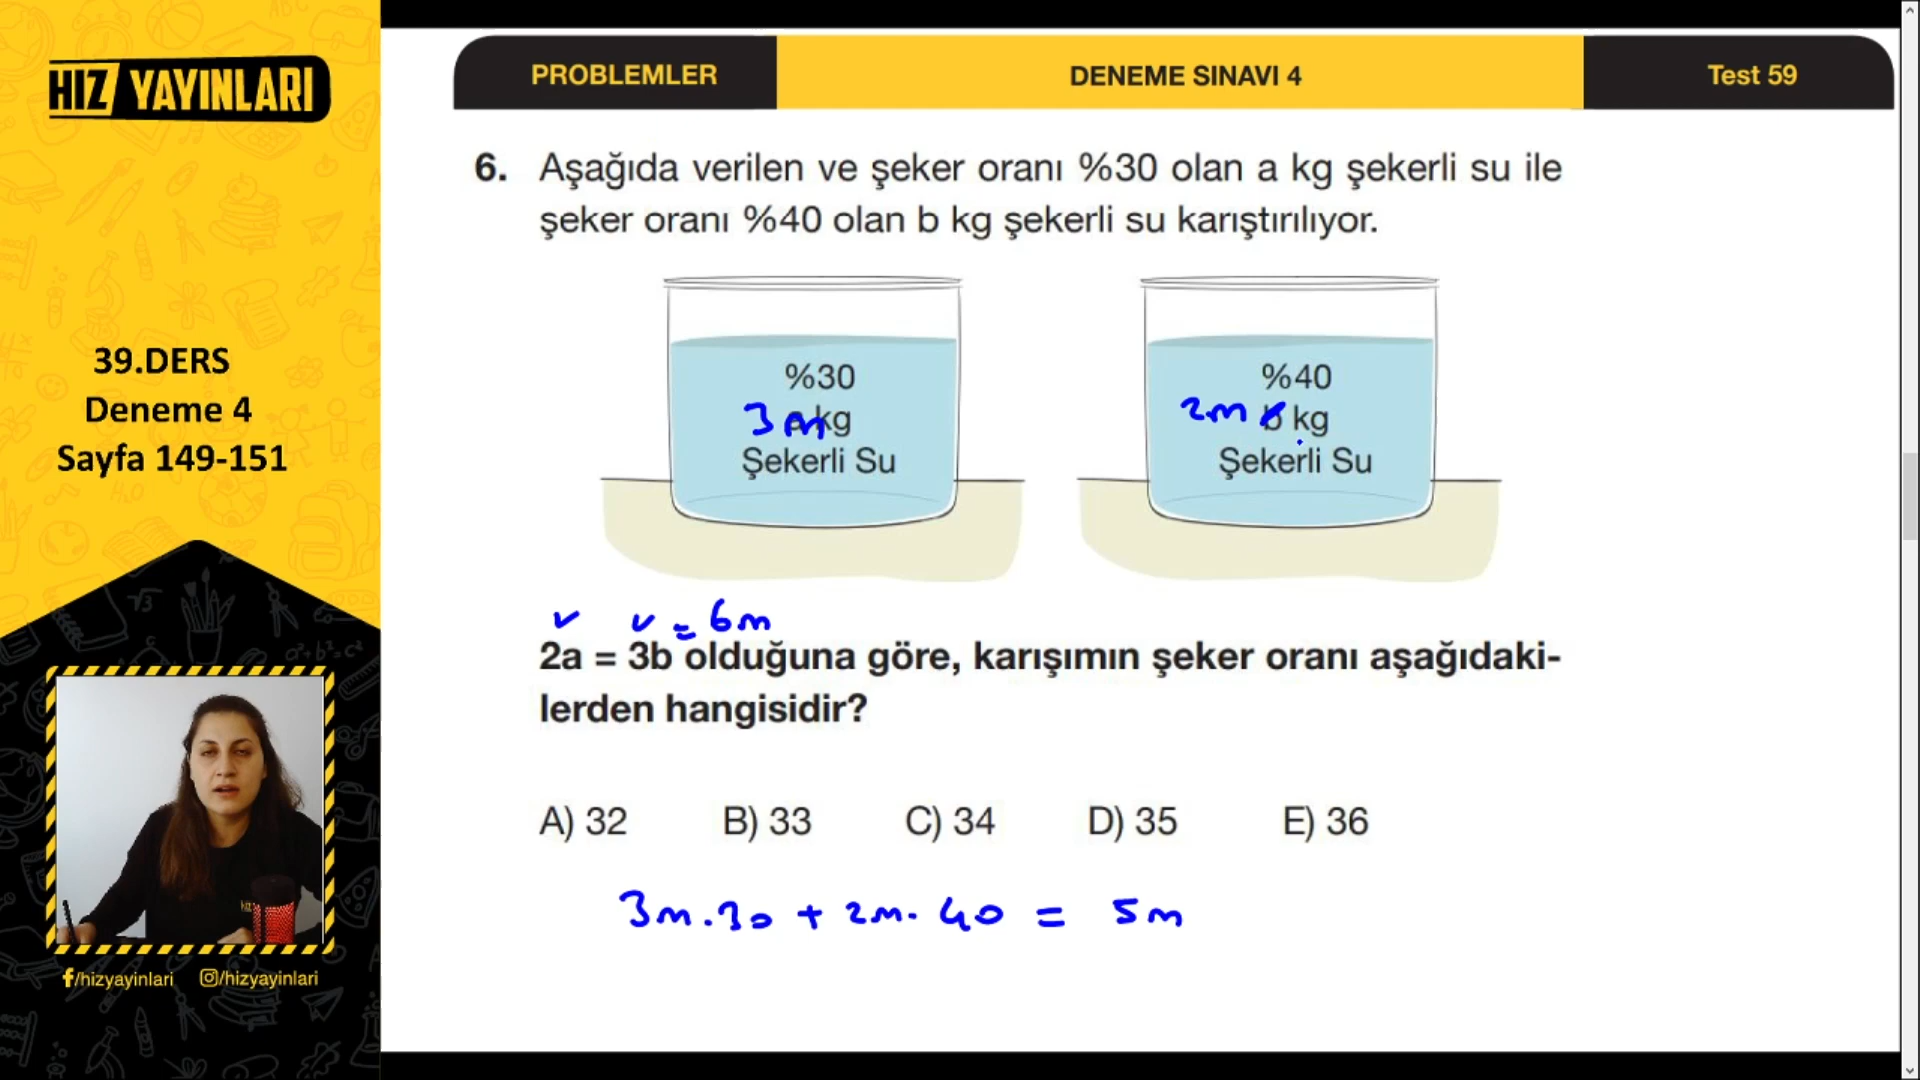 HIZ YAYINLARI
39.DERS
Deneme 4
Sayfa 149-151
f/hizyayinlari
/hizyayinlari
PROBLEMLER
DENEME SINAVI 4
Test 59
6. Aşağıda verilen ve şeker oranı %30 olan a kg şekerli su ile
şeker oranı %40 olan b kg şekerli su karıştırılıyor.
%30
3m a kg
Şekerli Su
%40
2m b kg
Şekerli Su
= 6m
2a = 3b olduğuna göre, karışımın şeker oranı aşağıdaki-
lerden hangisidir?
A) 32 B) 33 C) 34 D) 35 E) 36
3m.30 + 2m.40 = 5m